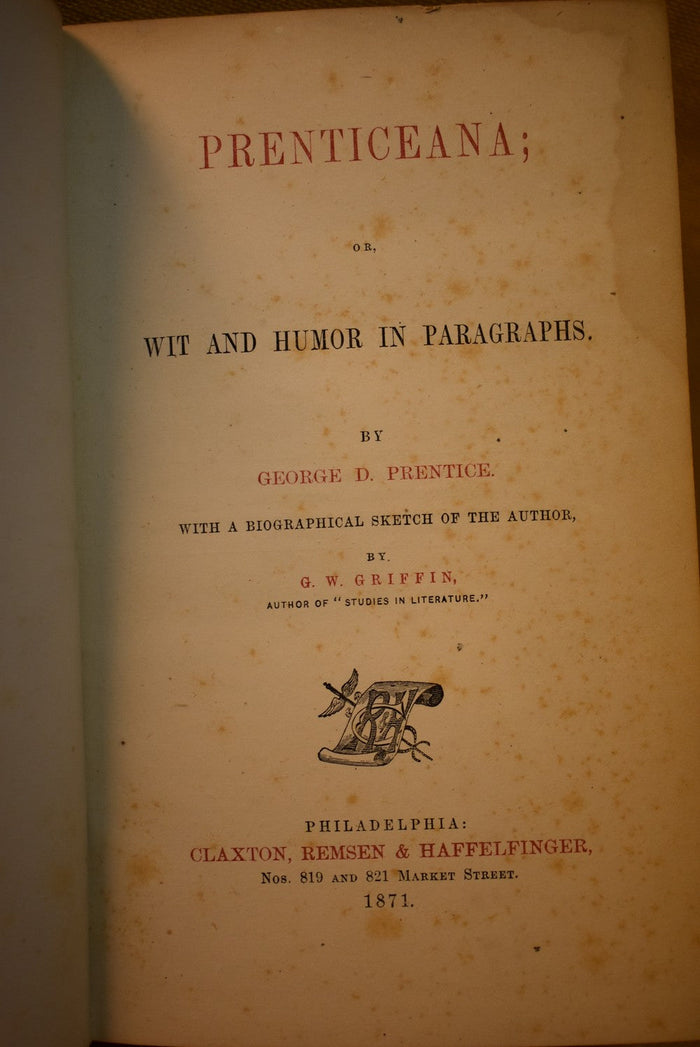 PRENTICEANA;
OR,
WIT AND HUMOR IN PARAGRAPHS.
BY
GEORGE D. PRENTICE.
WITH A BIOGRAPHICAL SKETCH OF THE AUTHOR,
BY
G. W. GRIFFIN,
AUTHOR OF "STUDIES IN LITERATURE."
PHILADELPHIA:
CLAXTON, REMSEN & HAFFELFINGER,
Nos. 819 AND 821 MARKET STREET.
1871.